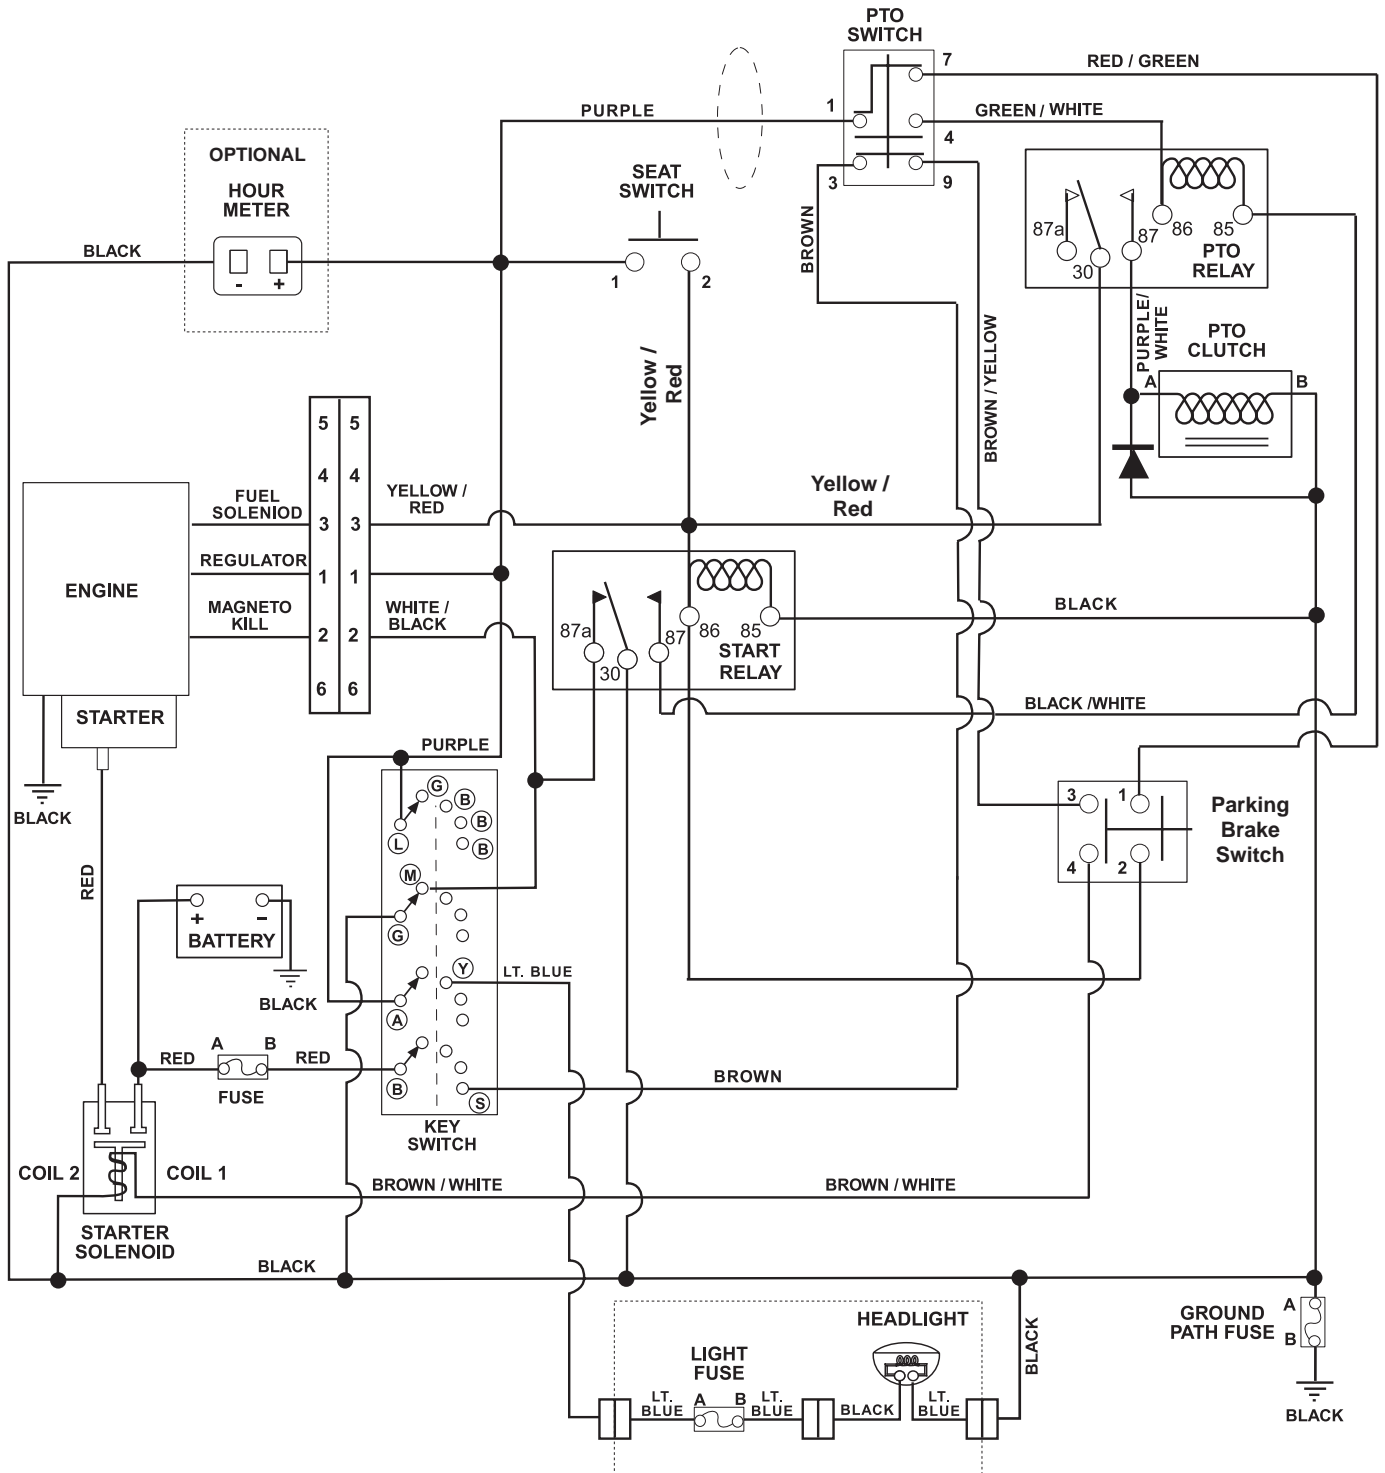 PTO
SWITCH
7
RED / GREEN
PURPLE
1
GREEN / WHITE
4
3
9
OPTIONAL
HOUR
METER
- +
BLACK
SEAT
SWITCH
1
2
BROWN
87a
30
87
86
85
PTO
RELAY
PURPLE/
WHITE
PTO
CLUTCH
A
B
BROWN / YELLOW
Yellow /
Red
5 5
4 4
3 3
1 1
2 2
6 6
FUEL
SOLENIOD
YELLOW /
RED
Yellow /
Red
REGULATOR
ENGINE
MAGNETO
KILL
WHITE /
BLACK
87a
30
87
86
85
START
RELAY
BLACK
BLACK /WHITE
STARTER
BLACK
PURPLE
G
B
B
B
L
M
G
Y
A
B
S
LT. BLUE
KEY
SWITCH
3
1
4
2
Parking
Brake
Switch
RED
+ -
BATTERY
BLACK
RED
A
B
RED
FUSE
BROWN
COIL 2
COIL 1
STARTER
SOLENOID
BROWN / WHITE
BROWN / WHITE
BLACK
GROUND
PATH FUSE
A
B
BLACK
BLACK
HEADLIGHT
LIGHT
FUSE
LT.
BLUE
A
B
LT.
BLUE
BLACK
LT.
BLUE